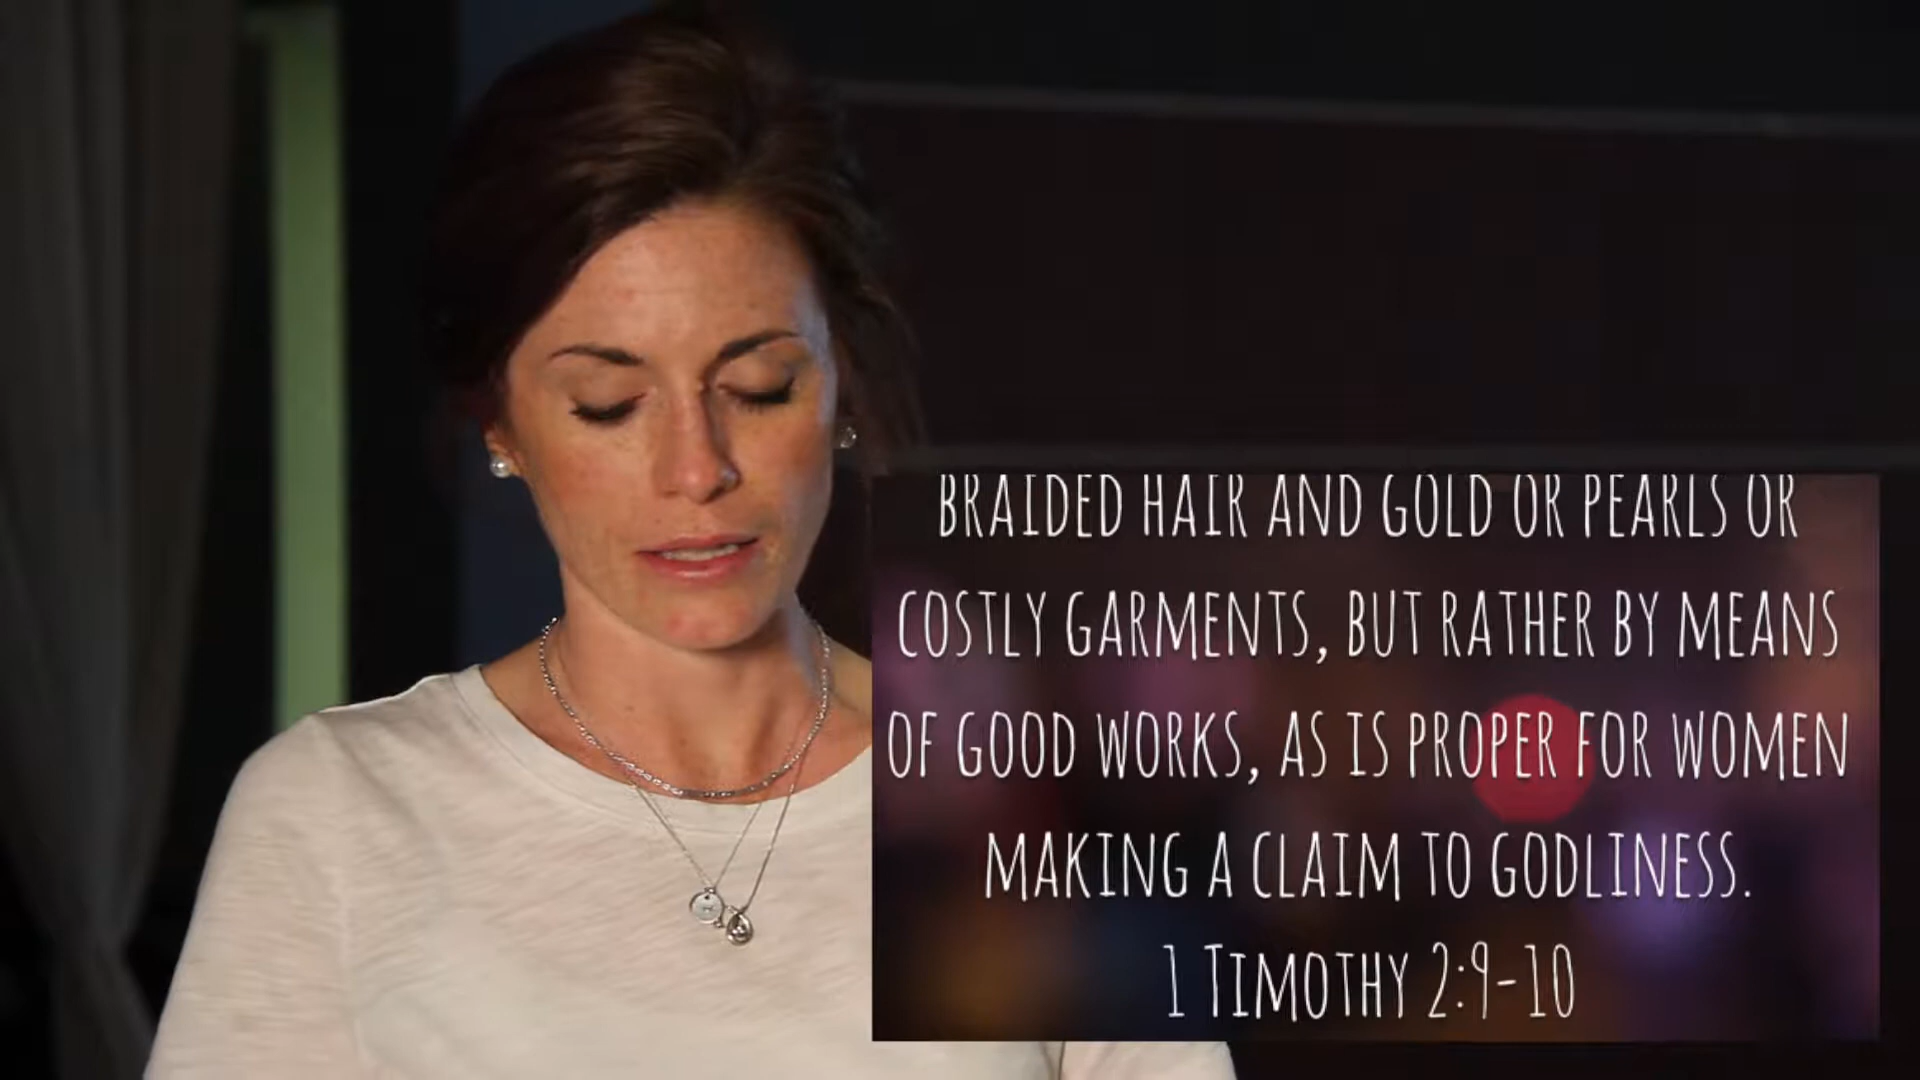 BRAIDED HAIR AND GOLD OR PEARLS OR
COSTLY GARMENTS, BUT RATHER BY MEANS
OF GOOD WORKS, AS IS PROPER FOR WOMEN
MAKING A CLAIM TO GODLINESS.
1 TIMOTHY 2:9-10